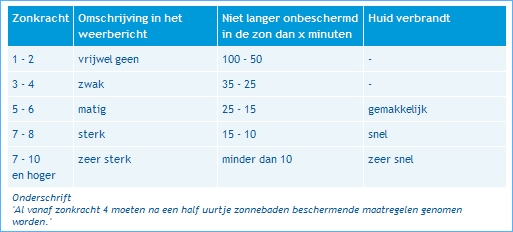 Zonkracht Omschrijving in het weerbericht Niet langer onbeschermd in de zon dan x minuten Huid verbrandt
1 - 2 vrijwel geen 100 - 50 -
3 - 4 zwak 35 - 25 -
5 - 6 matig 25 - 15 gemakkelijk
7 - 8 sterk 15 - 10 snel
7 - 10 en hoger zeer sterk minder dan 10 zeer snel
Onderschrift
'Al vanaf zonkracht 4 moeten na een half uurtje zonnebaden beschermende maatregelen genomen
worden.'